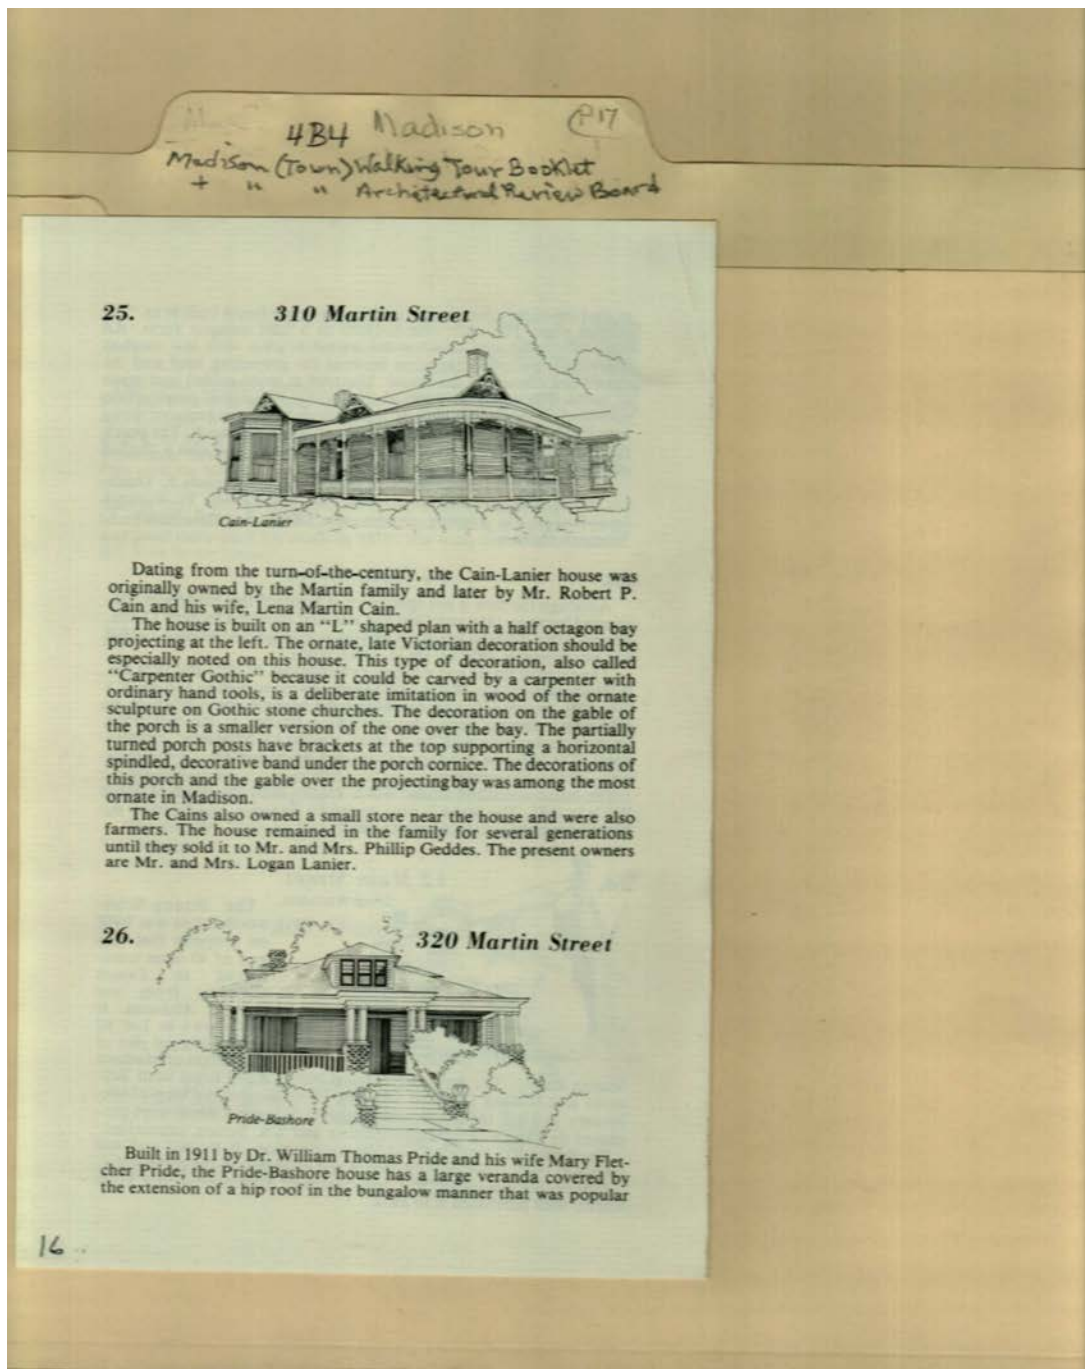 4B4 Madison P17
Madison (Town) Walking Tour Booklet
+ " " Architectural Review Board
25. 310 Martin Street
Cain-Lanier
Dating from the turn-of-the-century, the Cain-Lanier house was
originally owned by the Martin family and later by Mr. Robert P.
Cain and his wife, Lena Martin Cain.
The house is built on an "L" shaped plan with a half octagon bay
projecting at the left. The ornate, late Victorian decoration should be
especially noted on this house. This type of decoration, also called
"Carpenter Gothic" because it could be carved by a carpenter with
ordinary hand tools, is a deliberate imitation in wood of the ornate
sculpture on Gothic stone churches. The decoration on the gable of
the porch is a smaller version of the one over the bay. The partially
turned porch posts have brackets at the top supporting a horizontal
spindled, decorative band under the porch cornice. The decorations of
this porch and the gable over the projecting bay was among the most
ornate in Madison.
The Cains also owned a small store near the house and were also
farmers. The house remained in the family for several generations
until they sold it to Mr. and Mrs. Phillip Geddes. The present owners
are Mr. and Mrs. Logan Lanier.
26. 320 Martin Street
Pride-Bashore
Built in 1911 by Dr. William Thomas Pride and his wife Mary Flet-
cher Pride, the Pride-Bashore house has a large veranda covered by
the extension of a hip roof in the bungalow manner that was popular
16